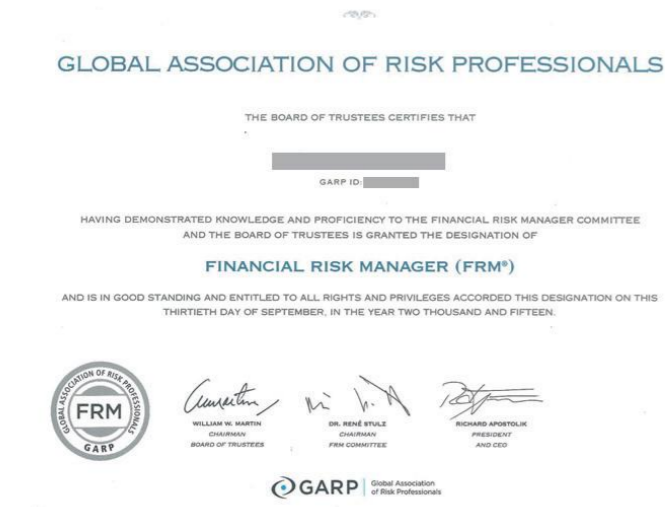 GLOBAL ASSOCIATION OF RISK PROFESSIONALS
THE BOARD OF TRUSTEES CERTIFIES THAT
GARP ID:
HAVING DEMONSTRATED KNOWLEDGE AND PROFICIENCY TO THE FINANCIAL RISK MANAGER COMMITTEE
AND THE BOARD OF TRUSTEES IS GRANTED THE DESIGNATION OF
FINANCIAL RISK MANAGER (FRM®)
AND IS IN GOOD STANDING AND ENTITLED TO ALL RIGHTS AND PRIVILEGES ACCORDED THIS DESIGNATION ON THIS
THIRTIETH DAY OF SEPTEMBER, IN THE YEAR TWO THOUSAND AND FIFTEEN.
GLOBAL ASSOCIATION OF RISK PROFESSIONALS
FRM
GARP
WILLIAM W. MARTIN
CHAIRMAN
BOARD OF TRUSTEES
DR. RENÉ STULZ
CHAIRMAN
FRM COMMITTEE
RICHARD APOSTOLIK
PRESIDENT
AND CEO
GARP
Global Association
of Risk Professionals